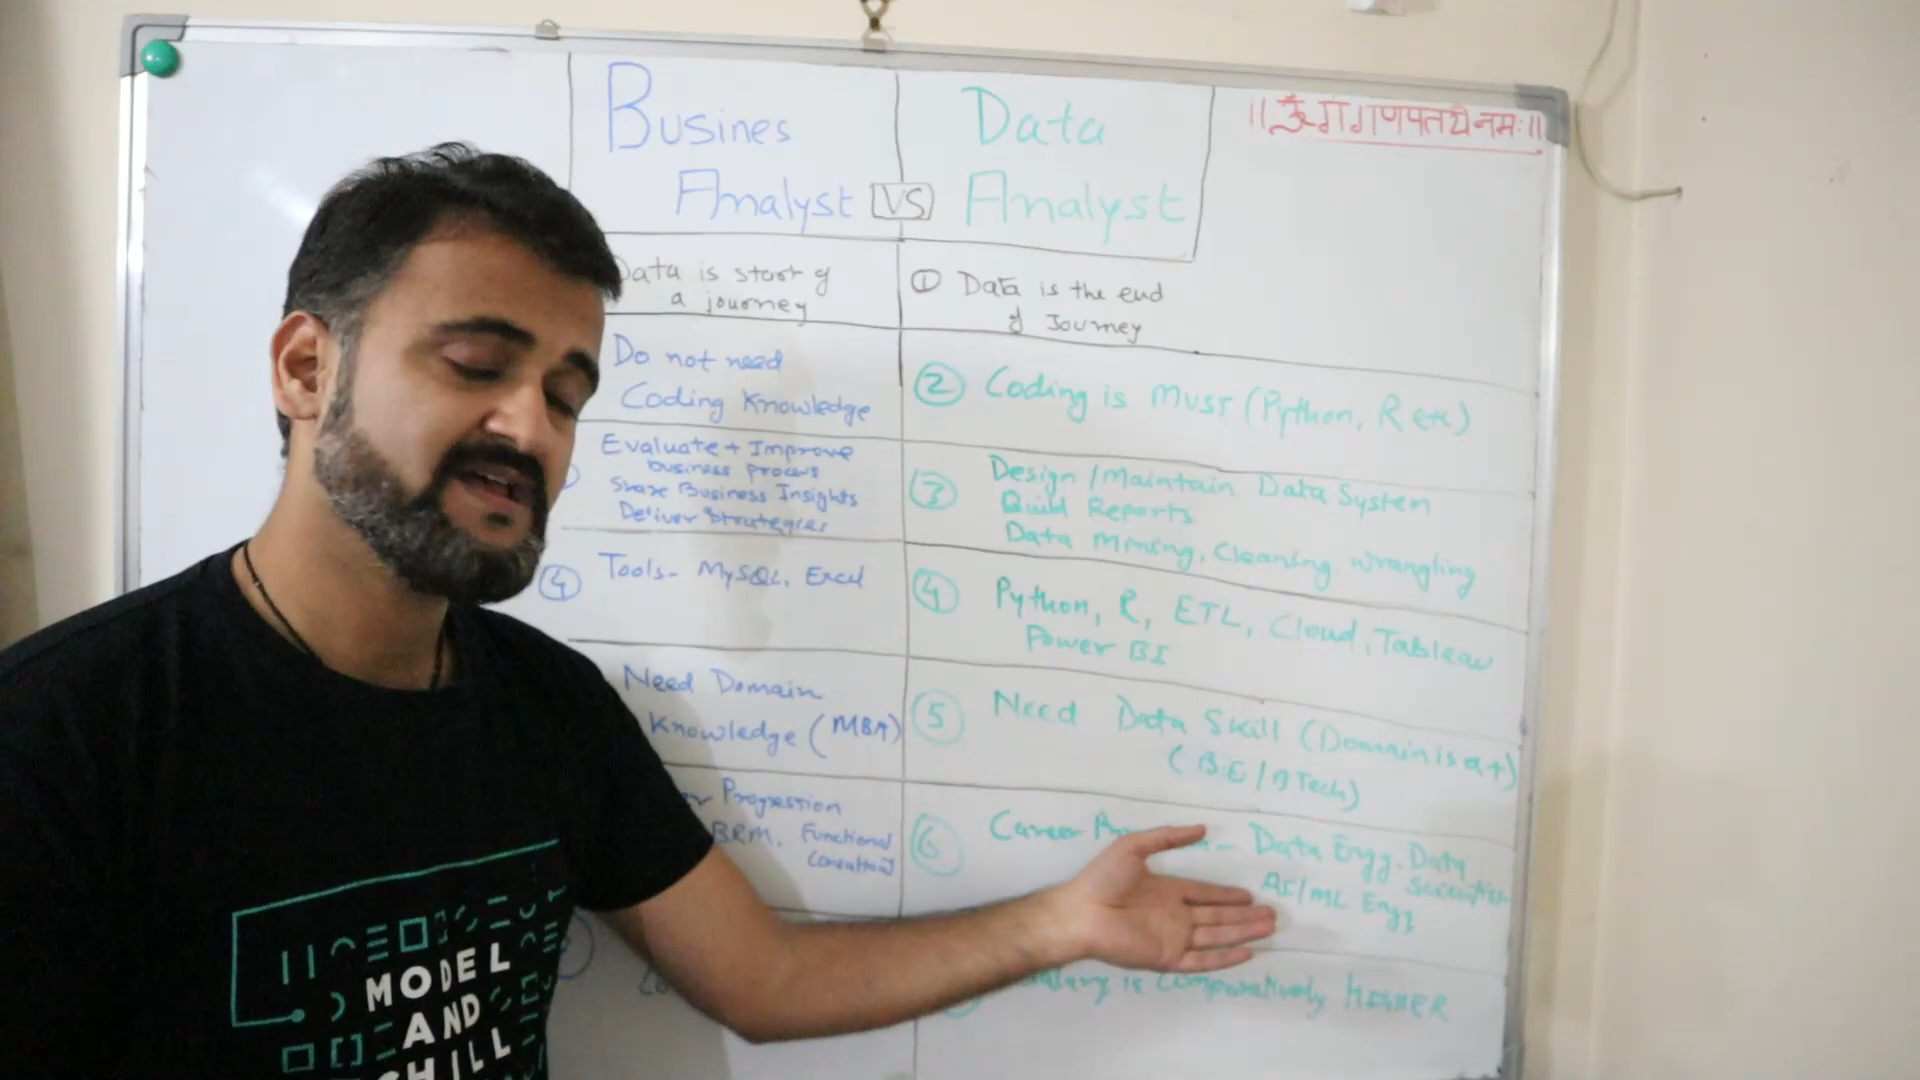 Busines
Analyst
VS
Data
Analyst
||ॐ गं गणपतये नमः||
Data is start of
a journey
① Data is the end
of Journey
Do not need
Coding Knowledge
② Coding is MUST (Python, R etc)
Evaluate + Improve
business process
Share Business Insights
Deliver Strategies
③ Design / Maintain Data System
Build Reports
Data Mining, Cleaning, Wrangling
④ Tools - MySQL, Excel
④ Python, R, ETL, Cloud, Tableau
Power BI
Need Domain
Knowledge (MBA)
⑤ Need Data Skill (Domain is a +)
(B.E / B Tech)
Progression
BRM, Functional
Consultant
⑥ Career - Data Engg, Data
Scientist
AI/ML Engg
Salary is Comparatively HIGHER
MODEL
AND
CHILL